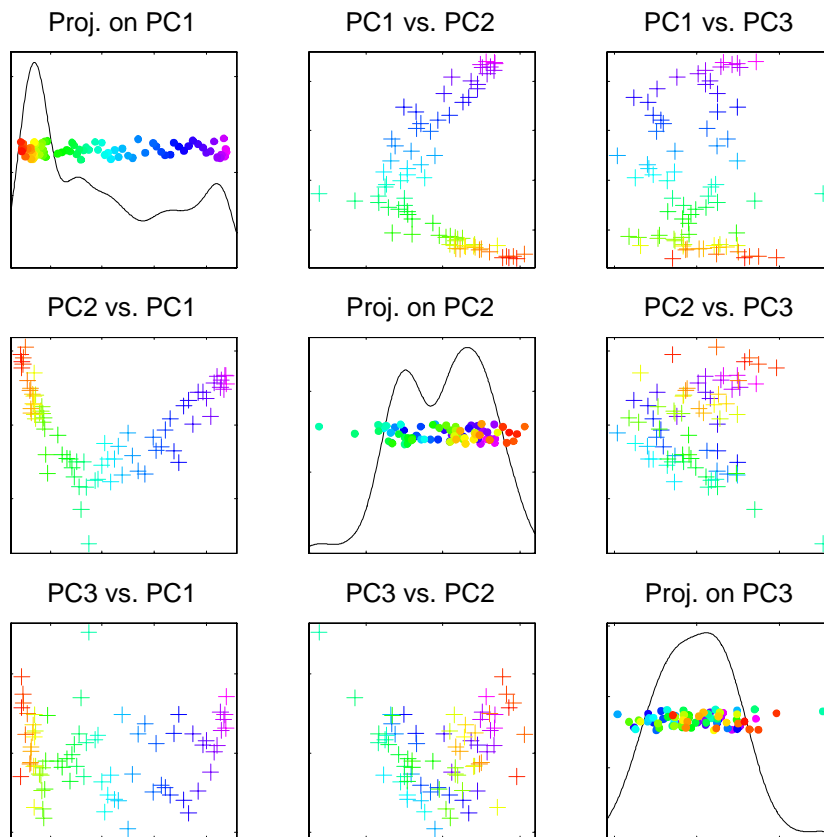 Proj. on PC1
PC1 vs. PC2
PC1 vs. PC3
PC2 vs. PC1
Proj. on PC2
PC2 vs. PC3
PC3 vs. PC1
PC3 vs. PC2
Proj. on PC3